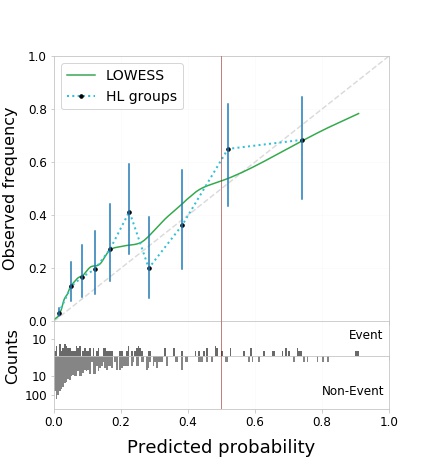 1.0
LOWESS
HL groups
0.8
0.6
0.4
0.2
0.0
Observed frequency
10
Event
10
100
Non-Event
Counts
0.0 0.2 0.4 0.6 0.8 1.0
Predicted probability